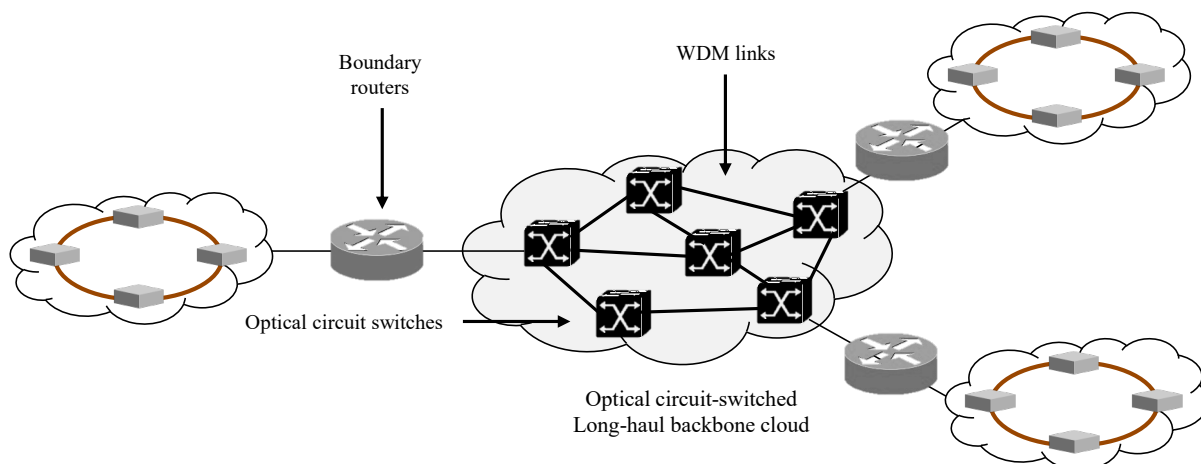 Boundary
routers
WDM links
Optical circuit switches
Optical circuit-switched
Long-haul backbone cloud